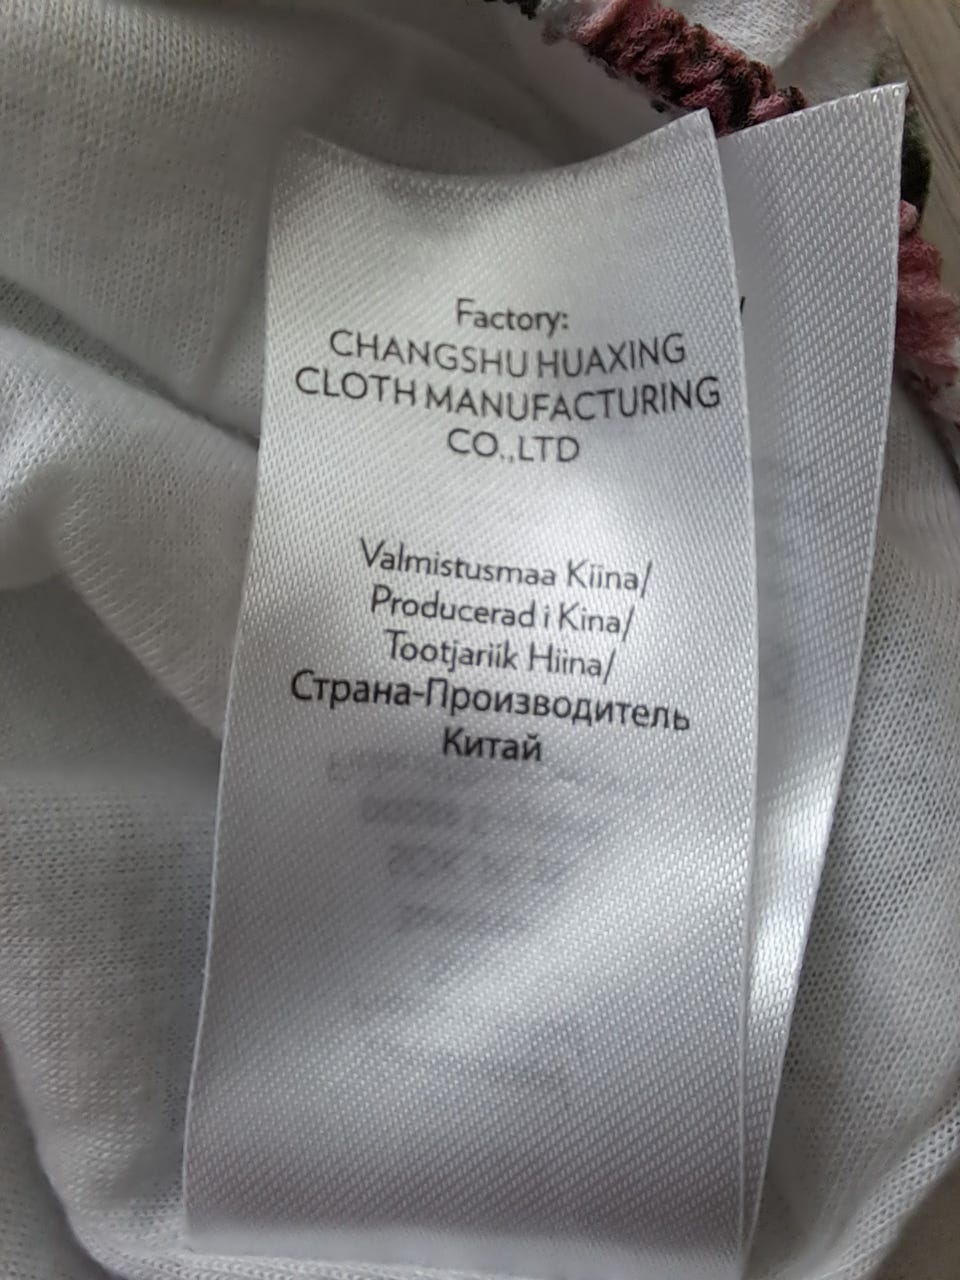 Factory:
CHANGSHU HUAXING
CLOTH MANUFACTURING
CO.,LTD
Valmistusmaa Kiina/
Producerad i Kina/
Tootjariik Hiina/
Страна-Производитель
Китай